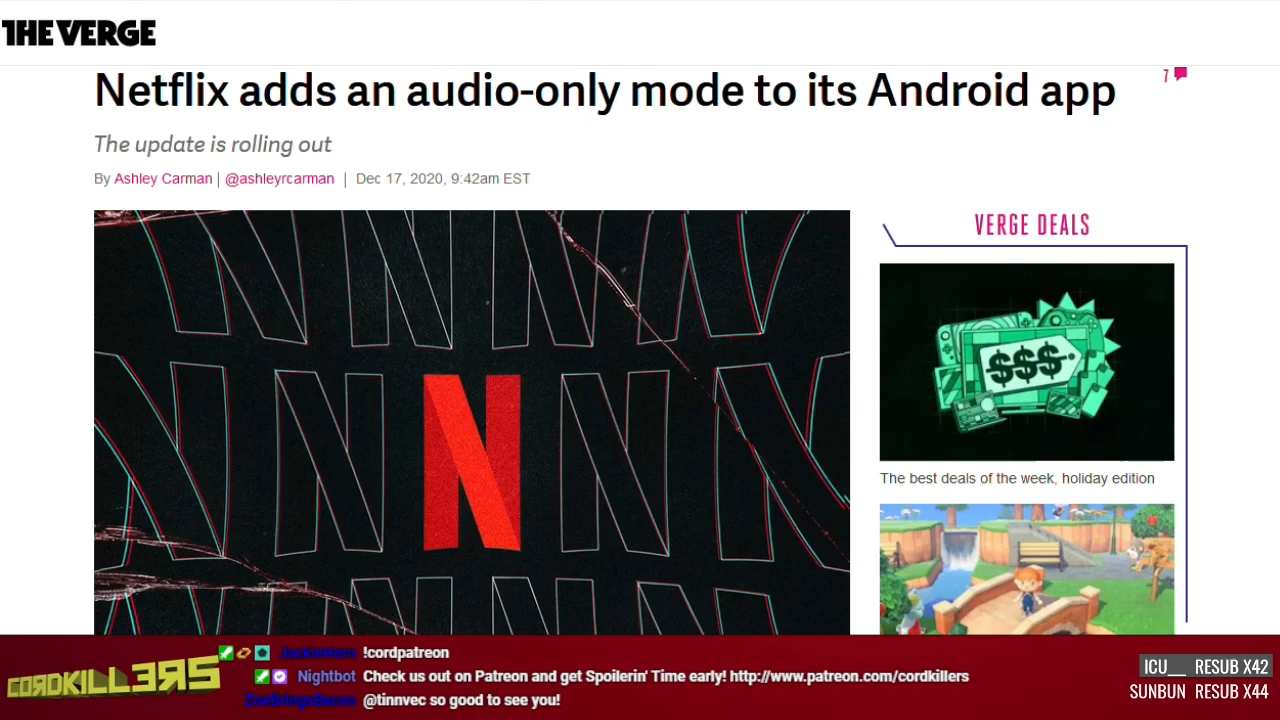 THE VERGE
Netflix adds an audio-only mode to its Android app
7
The update is rolling out
By Ashley Carman | @ashleyrcarman | Dec 17, 2020, 9:42am EST
VERGE DEALS
N
$$$
The best deals of the week, holiday edition
CORDKILLERS
!cordpatreon
Nightbot Check us out on Patreon and get Spoilerin' Time early! http://www.patreon.com/cordkillers
ZoeBringsBacon @tinnvec so good to see you!
ICU__ RESUB X42
SUNBUN RESUB X44